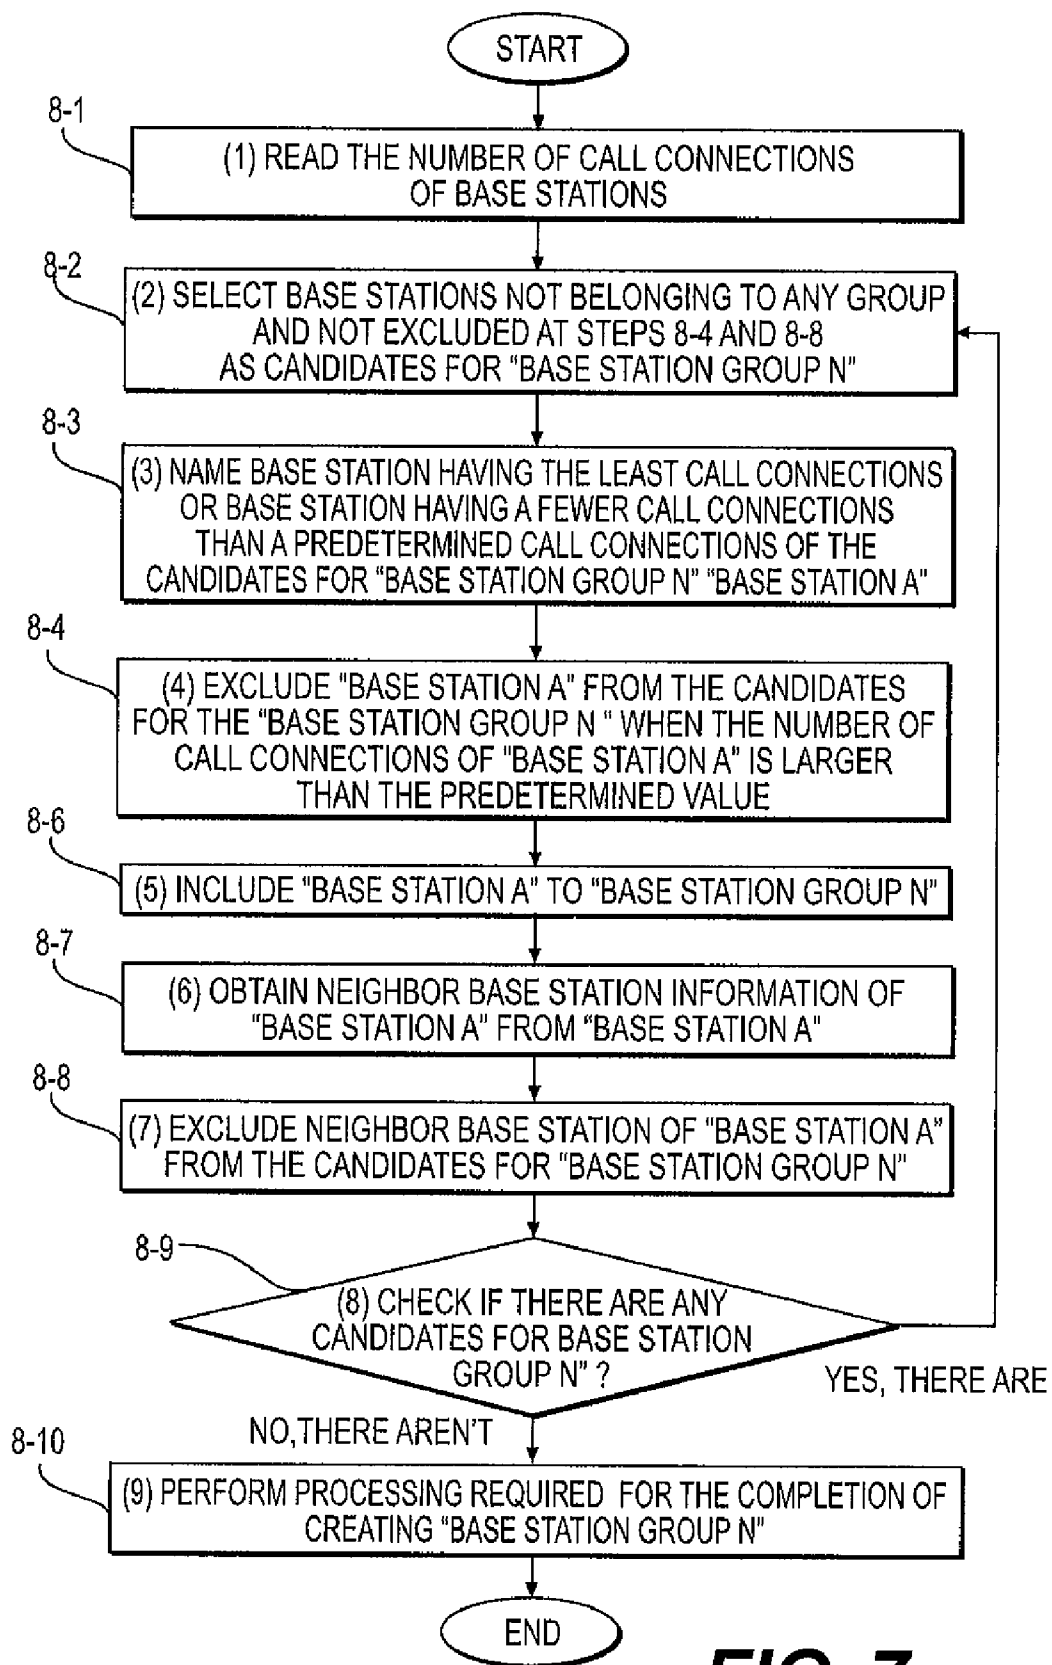 START
8-1
(1) READ THE NUMBER OF CALL CONNECTIONS
OF BASE STATIONS
8-2
(2) SELECT BASE STATIONS NOT BELONGING TO ANY GROUP
AND NOT EXCLUDED AT STEPS 8-4 AND 8-8
AS CANDIDATES FOR "BASE STATION GROUP N"
8-3
(3) NAME BASE STATION HAVING THE LEAST CALL CONNECTIONS
OR BASE STATION HAVING A FEWER CALL CONNECTIONS
THAN A PREDETERMINED CALL CONNECTIONS OF THE
CANDIDATES FOR "BASE STATION GROUP N" "BASE STATION A"
8-4
(4) EXCLUDE "BASE STATION A" FROM THE CANDIDATES
FOR THE "BASE STATION GROUP N " WHEN THE NUMBER OF
CALL CONNECTIONS OF "BASE STATION A" IS LARGER
THAN THE PREDETERMINED VALUE
8-6
(5) INCLUDE "BASE STATION A" TO "BASE STATION GROUP N"
8-7
(6) OBTAIN NEIGHBOR BASE STATION INFORMATION OF
"BASE STATION A" FROM "BASE STATION A"
8-8
(7) EXCLUDE NEIGHBOR BASE STATION OF "BASE STATION A"
FROM THE CANDIDATES FOR "BASE STATION GROUP N"
8-9
(8) CHECK IF THERE ARE ANY
CANDIDATES FOR BASE STATION
GROUP N" ?
YES, THERE ARE
NO,THERE AREN'T
8-10
(9) PERFORM PROCESSING REQUIRED FOR THE COMPLETION OF
CREATING "BASE STATION GROUP N"
END